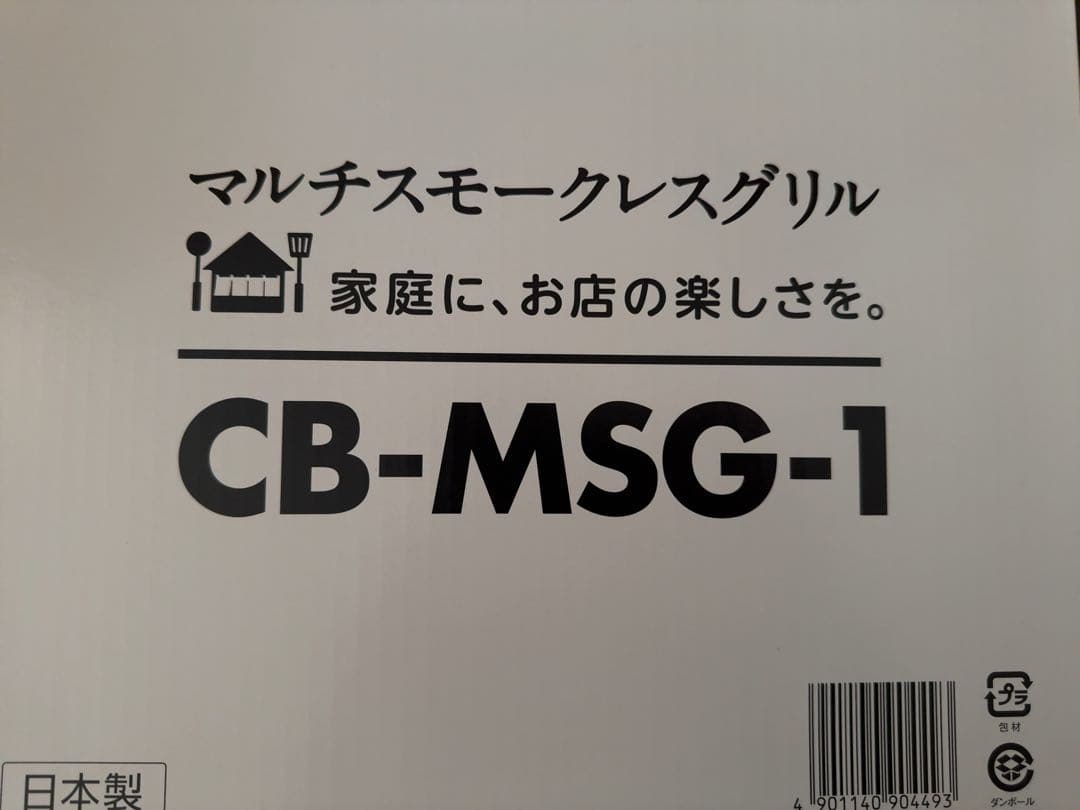 マルチスモークレスグリル
家庭に、お店の楽しさを。
CB-MSG-1
プラ
包材
ダンボール
4 901140 904493
日本製